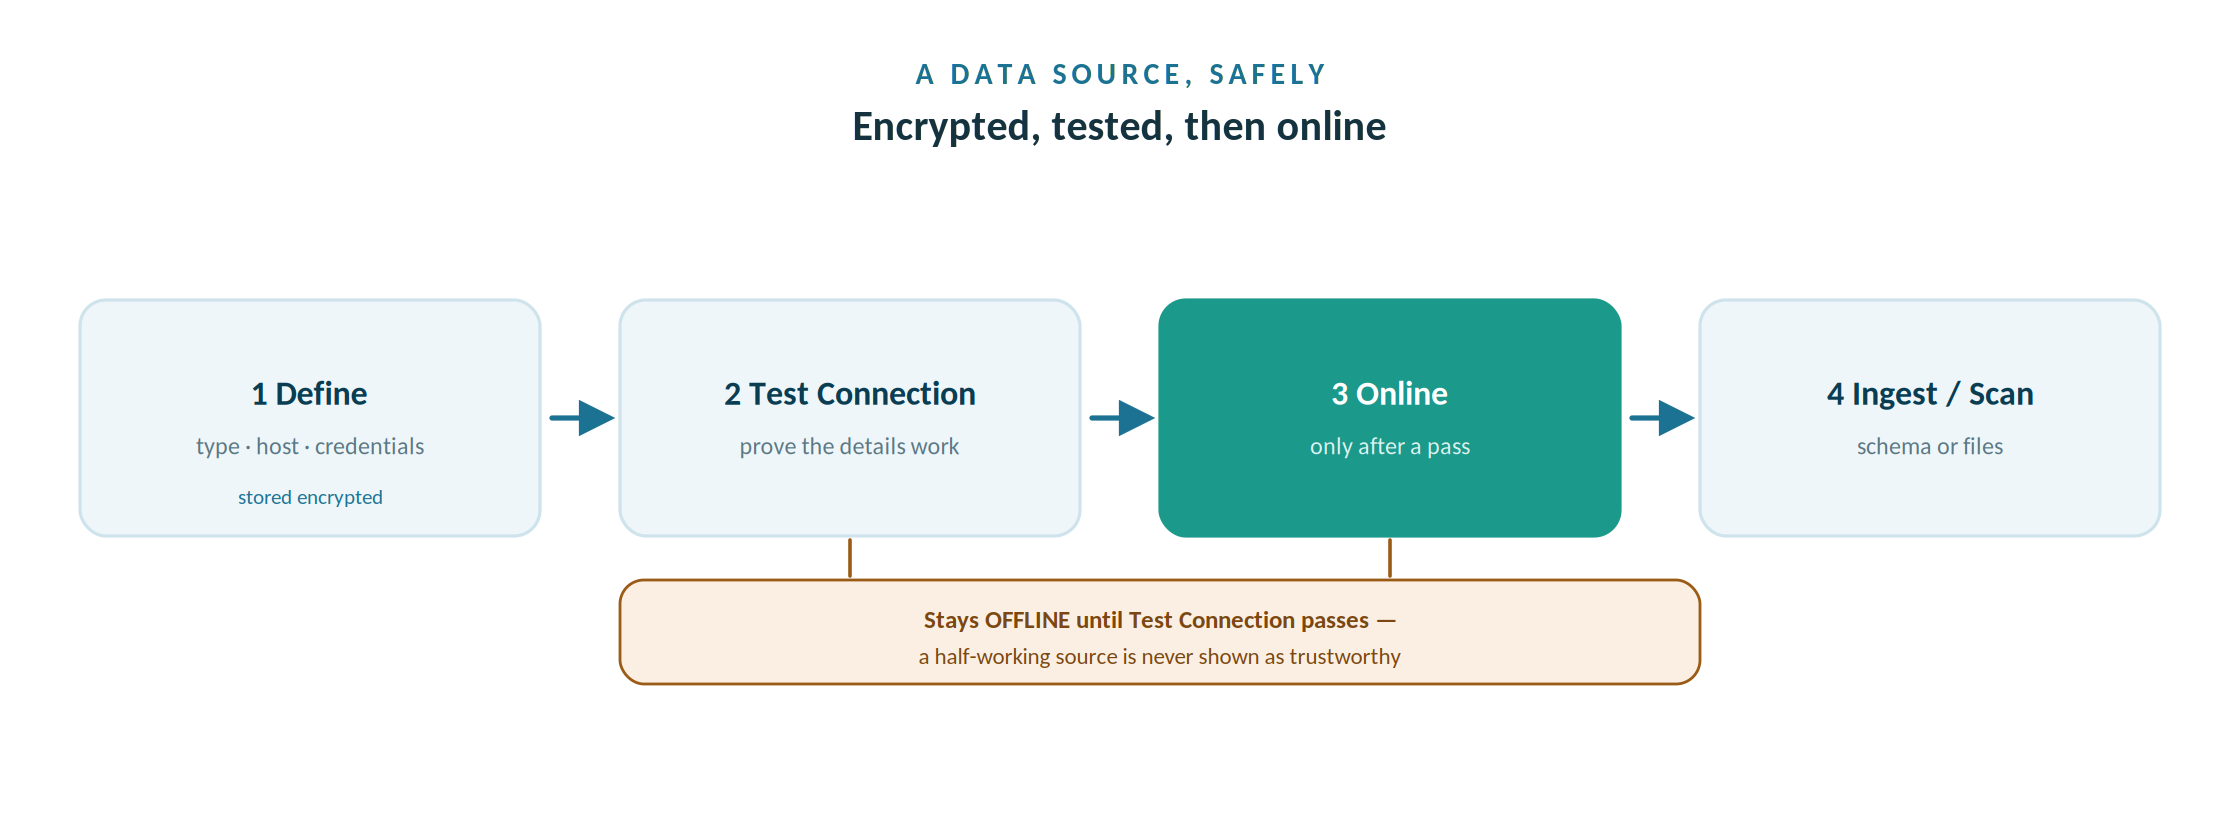 A DATA SOURCE, SAFELY
Encrypted, tested, then online
1 Define
type · host · credentials
stored encrypted
2 Test Connection
prove the details work
3 Online
only after a pass
4 Ingest / Scan
schema or files
Stays OFFLINE until Test Connection passes —
a half-working source is never shown as trustworthy